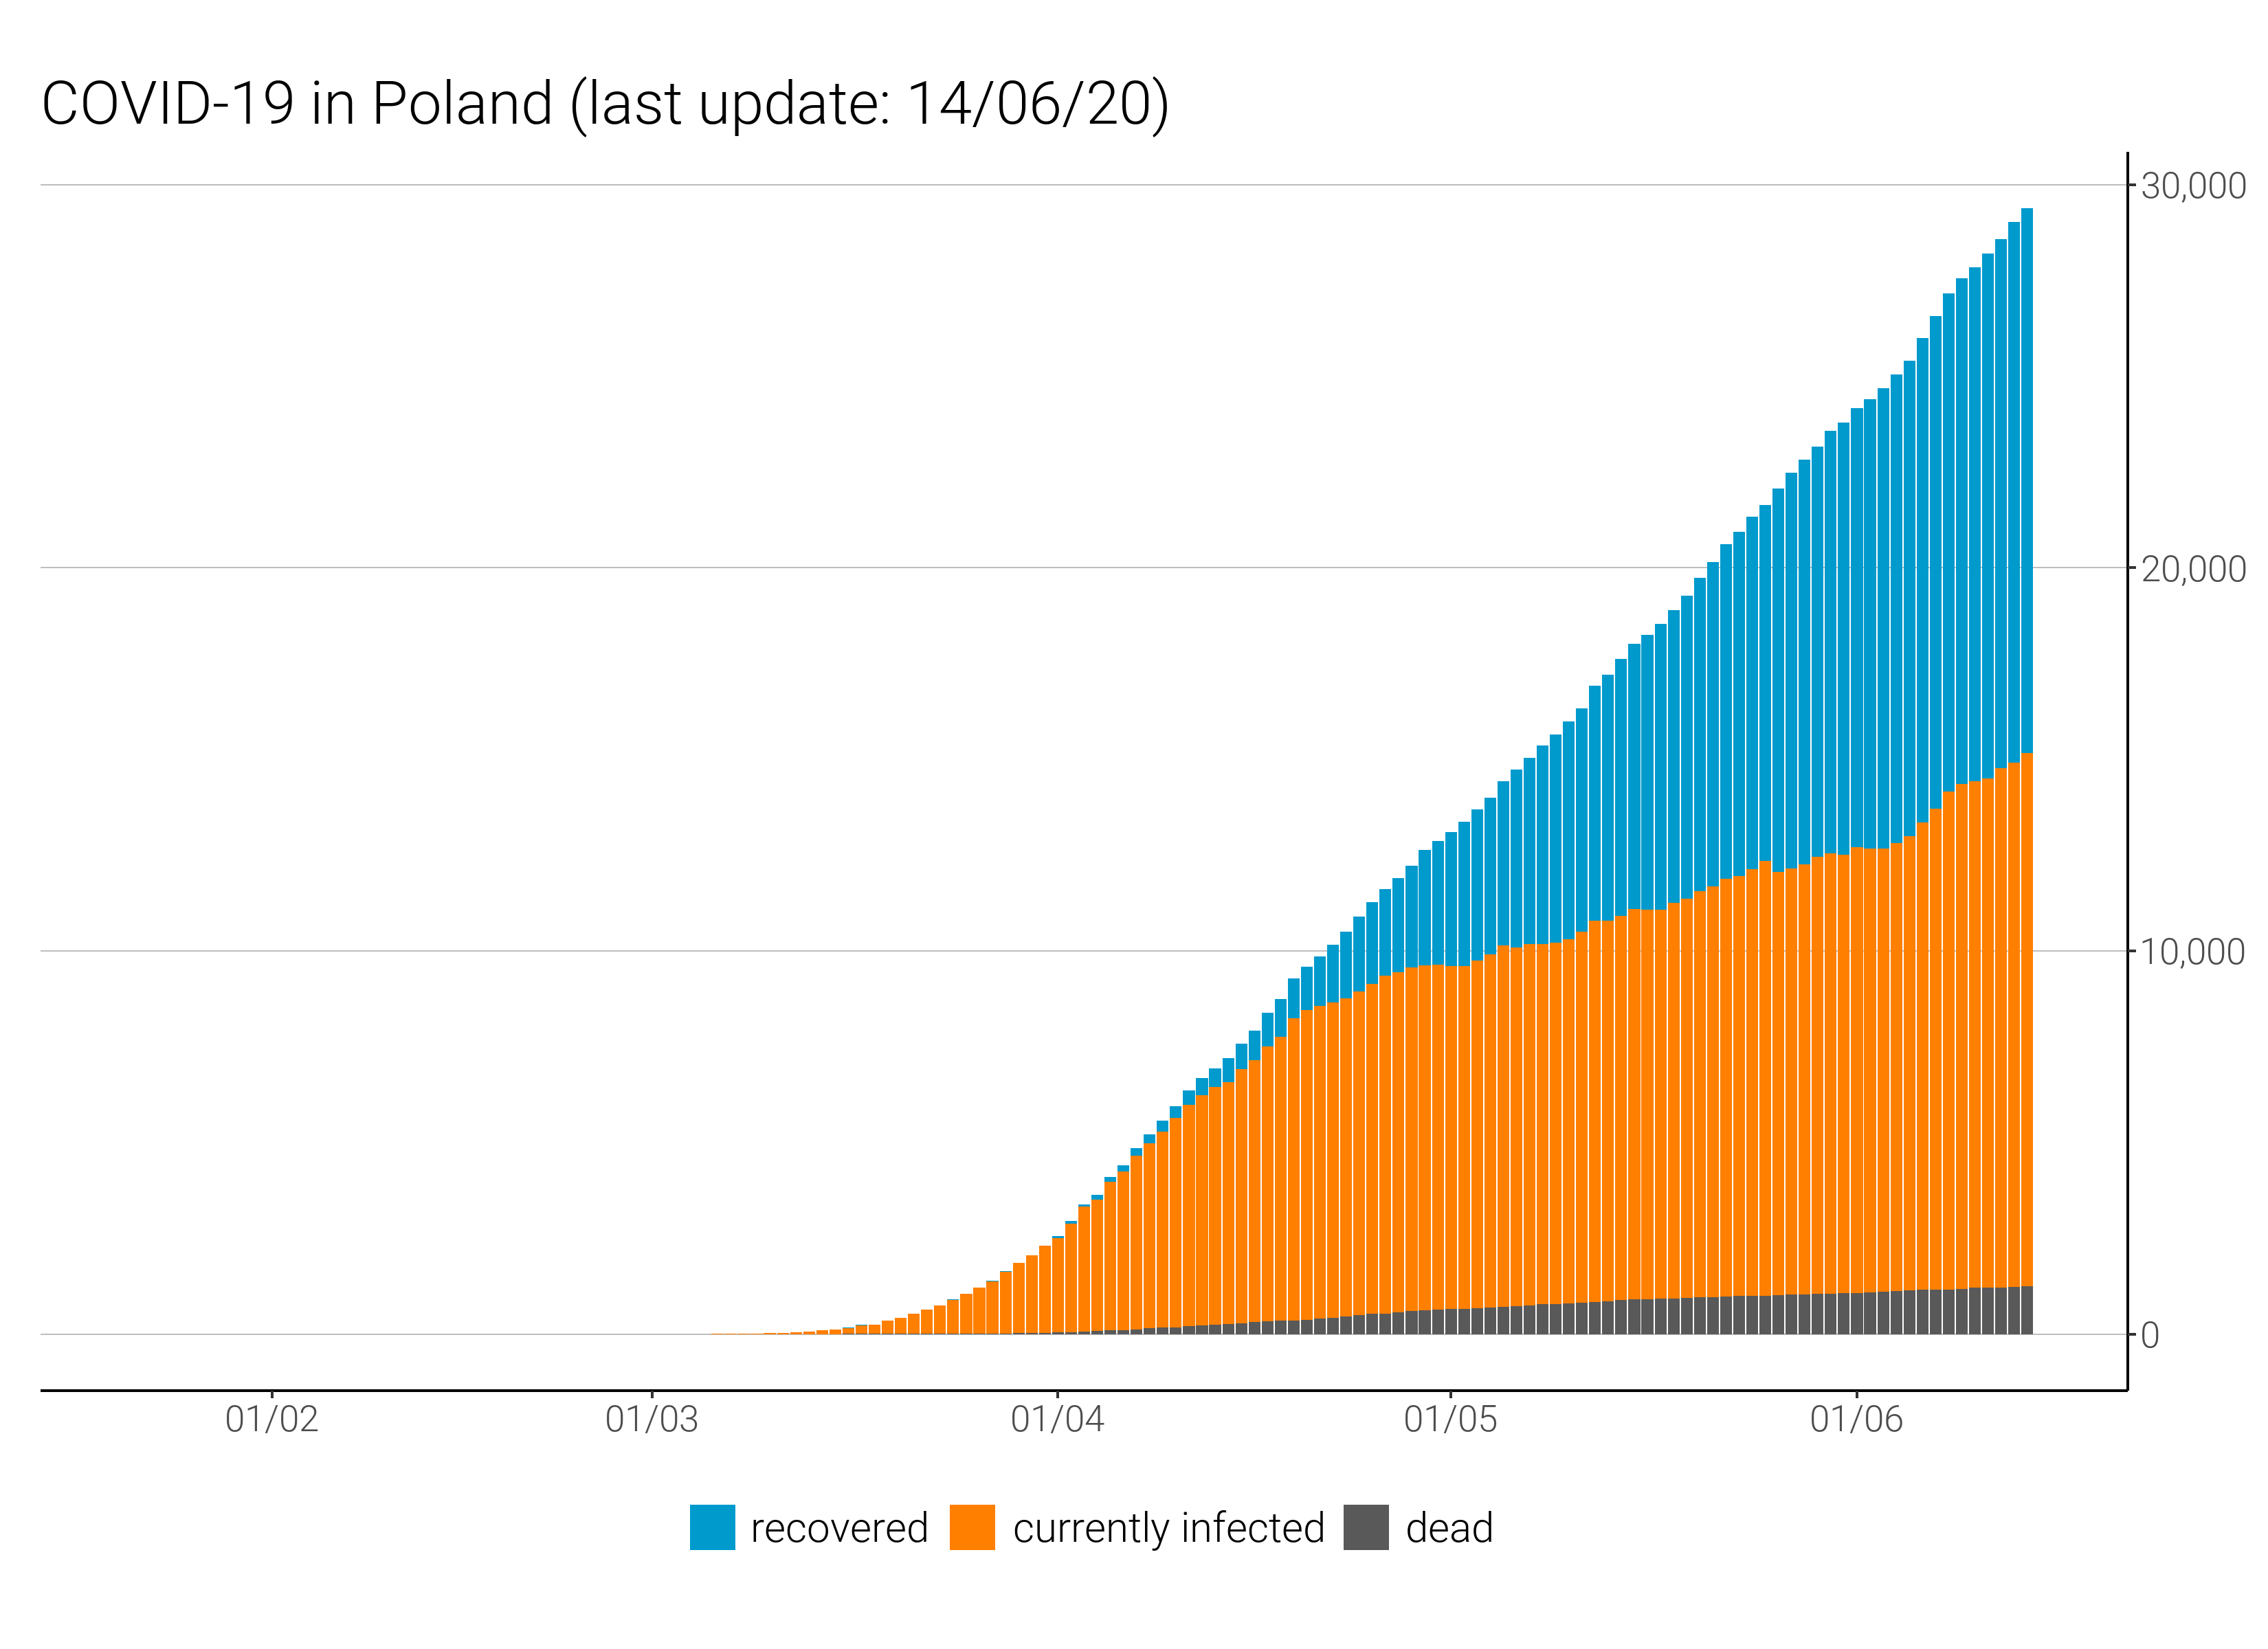 COVID-19 in Poland (last update: 14/06/20)
30,000
20,000
10,000
0
01/02 01/03 01/04 01/05 01/06
recovered currently infected dead